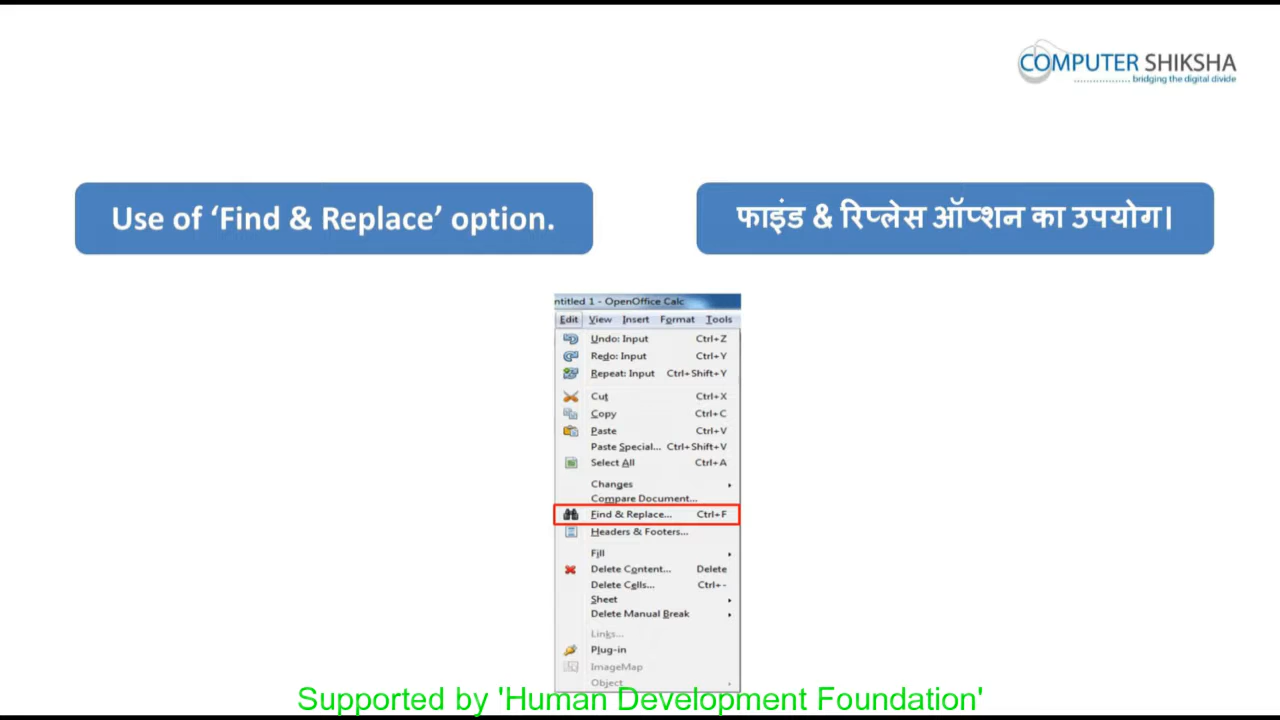 COMPUTER SHIKSHA
bridging the digital divide
Use of ‘Find & Replace’ option.
फाइंड & रिप्लेस ऑप्शन का उपयोग।
ntitled 1 - OpenOffice Calc
Edit View Insert Format Tools
Undo: Input Ctrl+Z
Redo: Input Ctrl+Y
Repeat: Input Ctrl+Shift+Y
Cut Ctrl+X
Copy Ctrl+C
Paste Ctrl+V
Paste Special... Ctrl+Shift+V
Select All Ctrl+A
Changes
Compare Document...
Find & Replace... Ctrl+F
Headers & Footers...
Fill
Delete Content... Delete
Delete Cells... Ctrl+-
Sheet
Delete Manual Break
Links...
Plug-in
ImageMap
Object
Supported by 'Human Development Foundation'